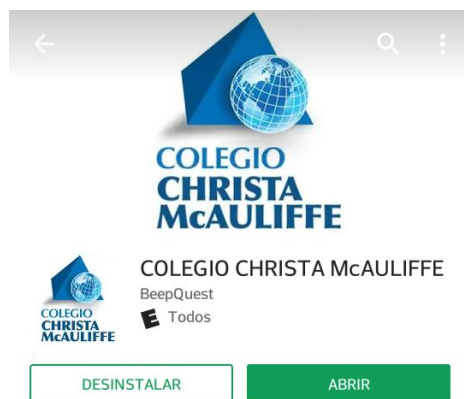 COLEGIO
CHRISTA
McAULIFFE
COLEGIO CHRISTA McAULIFFE
BeepQuest
E Todos
COLEGIO
CHRISTA
McAULIFFE
DESINSTALAR
ABRIR